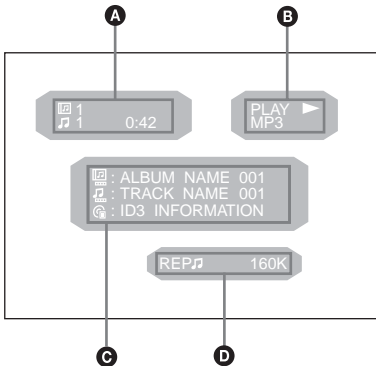 A
B
1
1 0:42
PLAY
MP3
: ALBUM NAME 001
: TRACK NAME 001
: ID3 INFORMATION
REP♫ 160K
C
D